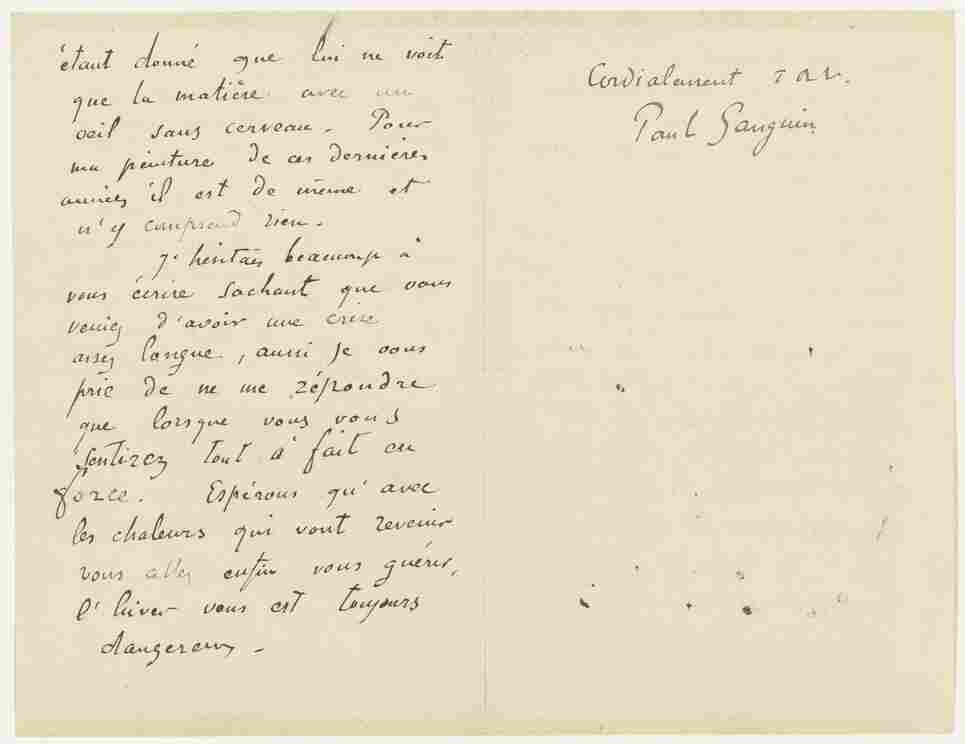 étant donné que lui ne voit
que la matière avec un
oeil sans cerveau. Pour
ma peinture de ces dernières
années il est de même et
n'y comprend rien.
J'hésitais beaucoup à
vous écrire sachant que vous
veniez d'avoir une crise
assez longue, aussi je vous
prie de ne me répondre
que lorsque vous vous
sentirez tout à fait en
force. Espérons qu'avec
les chaleurs qui vont revenir
vous allez enfin vous guérir,
l'hiver vous est toujours
dangereux.
Cordialement T à V.
Paul Gauguin